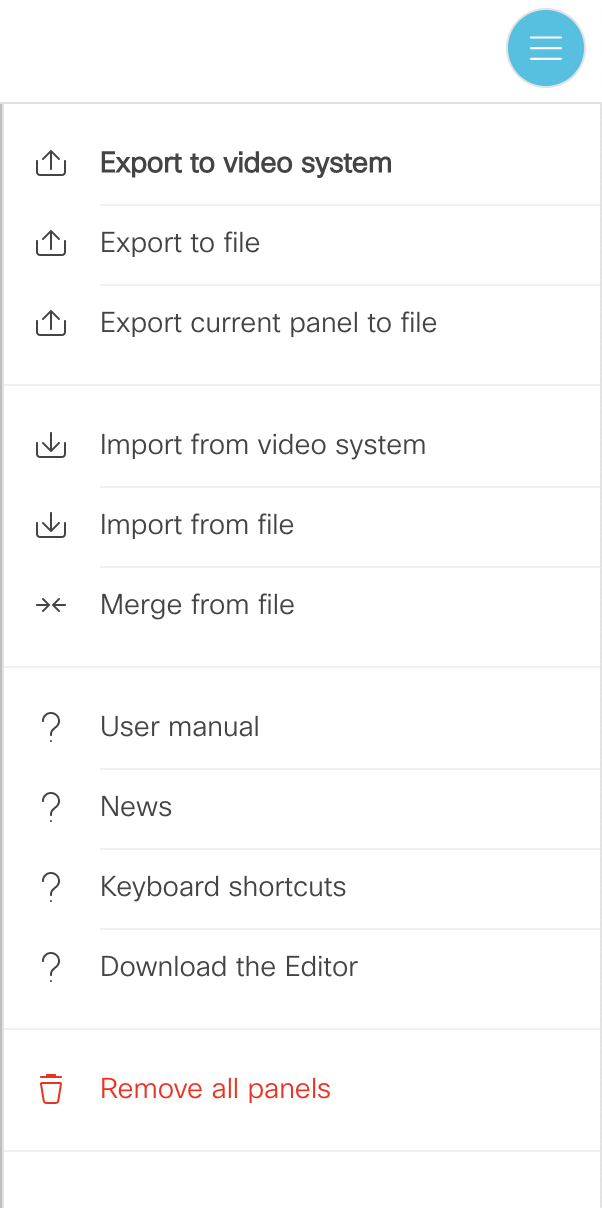 Export to video system
Export to file
Export current panel to file
Import from video system
Import from file
Merge from file
User manual
News
Keyboard shortcuts
Download the Editor
Remove all panels